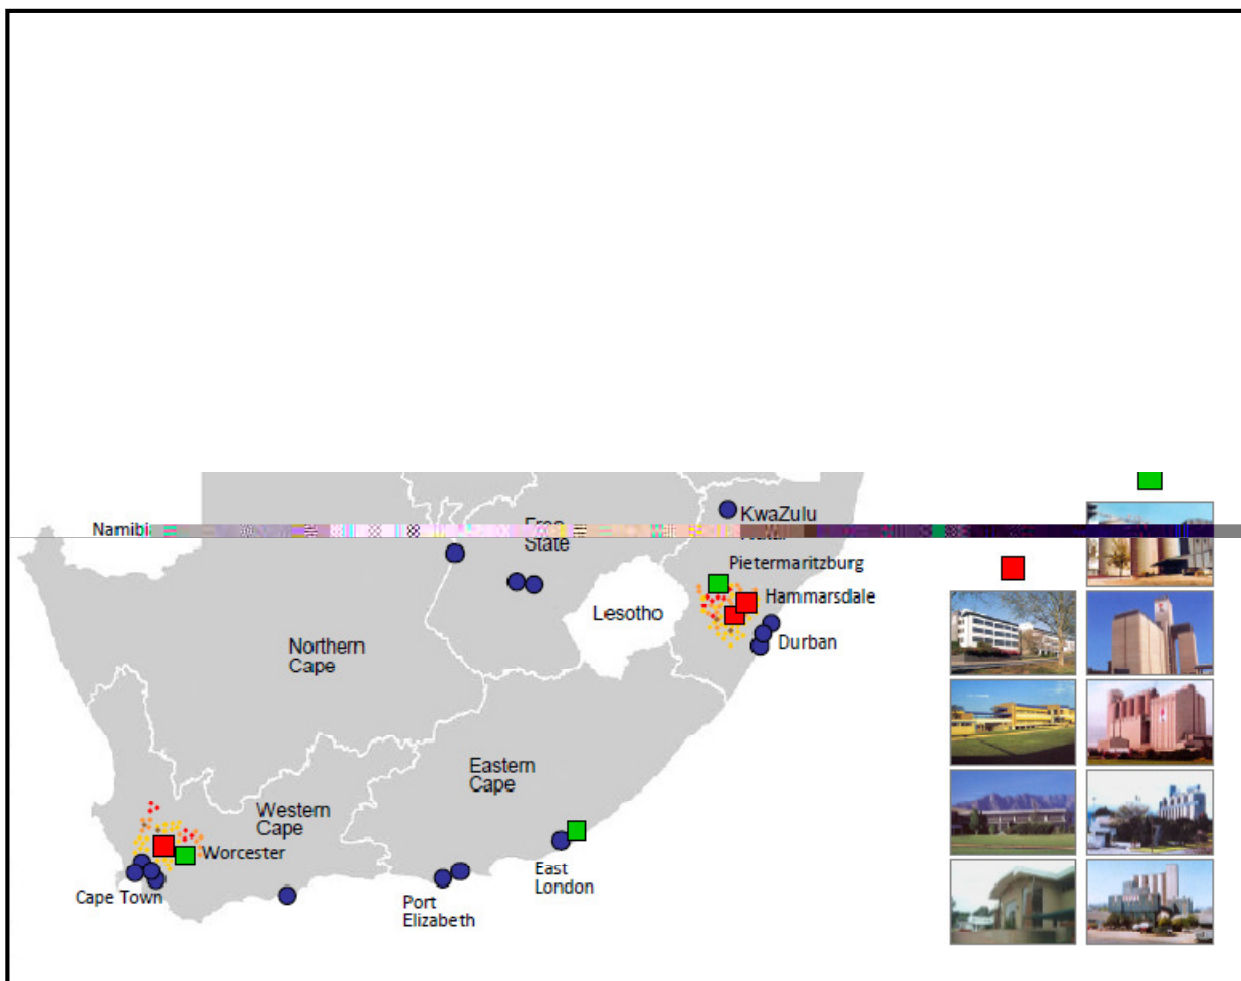 KwaZulu
State
Pietermaritzburg
Hammarsdale
Lesotho
Durban
Northern
Cape
Eastern
Cape
Western
Cape
Worcester
East
London
Cape Town
Port
Elizabeth